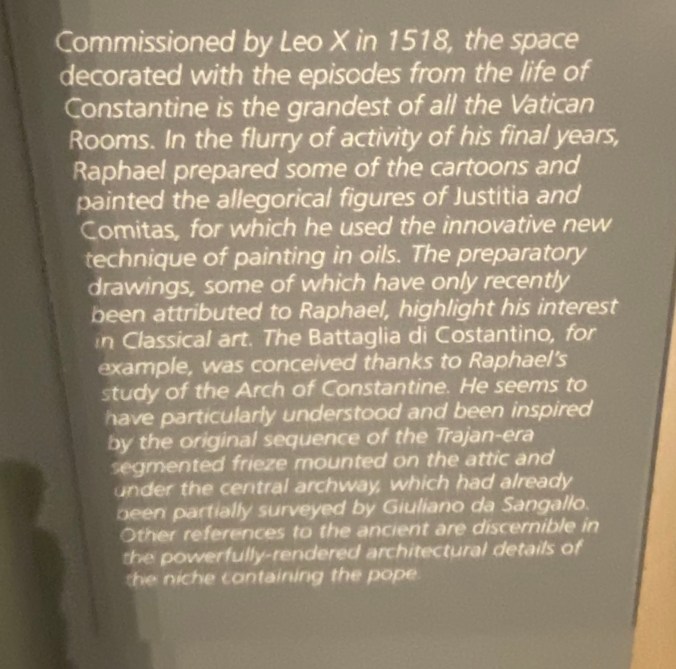 Commissioned by Leo X in 1518, the space
decorated with the episodes from the life of
Constantine is the grandest of all the Vatican
Rooms. In the flurry of activity of his final years,
Raphael prepared some of the cartoons and
painted the allegorical figures of Justitia and
Comitas, for which he used the innovative new
technique of painting in oils. The preparatory
drawings, some of which have only recently
been attributed to Raphael, highlight his interest
in Classical art. The Battaglia di Costantino, for
example, was conceived thanks to Raphael's
study of the Arch of Constantine. He seems to
have particularly understood and been inspired
by the original sequence of the Trajan-era
segmented frieze mounted on the attic and
under the central archway, which had already
been partially surveyed by Giuliano da Sangallo.
Other references to the ancient are discernible in
the powerfully-rendered architectural details of
the niche containing the pope.